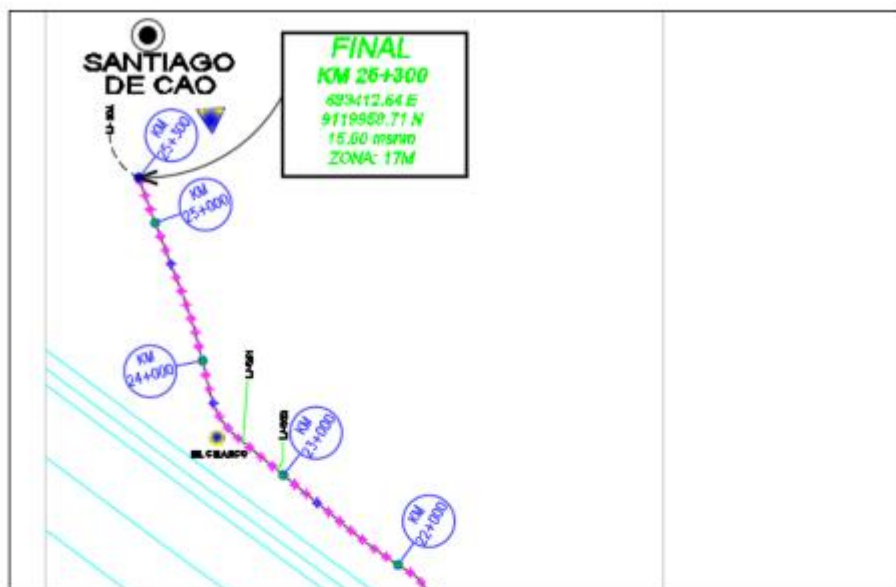 SANTIAGO
DE CAO
FINAL
KM 25+300
15.00 msnm
ZONA: 17M
KM
25+300
KM
25+000
KM
24+000
KM
23+000
KM
22+000